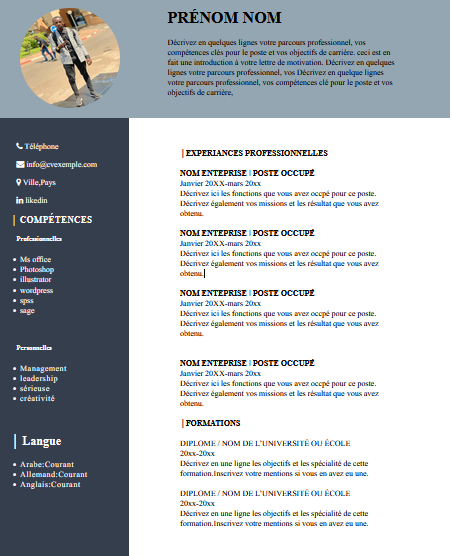 PRÉNOM NOM
Décrivez en quelques lignes votre parcours professionnel, vos
compétences clés pour le poste et vos objectifs de carrière. ceci est en
fait une introduction à votre lettre de motivation. Décrivez en quelques
lignes votre parcours professionnel, vos Décrivez en quelque lignes
votre parcours professionnel, vos compétences clé pour le poste et vos
objectifs de carrière,
Téléphone
info@cvexemple.com
Ville,Pays
likedin
COMPÉTENCES
Professionnelles
Ms office
Photoshop
illustrator
wordpress
spss
sage
Personnelles
Management
leadership
sérieuse
créativité
Langue
Arabe:Courant
Allemand:Courant
Anglais:Courant
EXPERIANCES PROFESSIONNELLES
NOM ENTEPRISE | POSTE OCCUPÉ
Janvier 20XX-mars 20xx
Décrivez ici les fonctions que vous avez occpé pour ce poste.
Décrivez également vos missions et les résultat que vous avez
obtenu.
NOM ENTEPRISE | POSTE OCCUPÉ
Janvier 20XX-mars 20xx
Décrivez ici les fonctions que vous avez occpé pour ce poste.
Décrivez également vos missions et les résultat que vous avez
obtenu.
NOM ENTEPRISE | POSTE OCCUPÉ
Janvier 20XX-mars 20xx
Décrivez ici les fonctions que vous avez occpé pour ce poste.
Décrivez également vos missions et les résultat que vous avez
obtenu.
NOM ENTEPRISE | POSTE OCCUPÉ
Janvier 20XX-mars 20xx
Décrivez ici les fonctions que vous avez occpé pour ce poste.
Décrivez également vos missions et les résultat que vous avez
obtenu.
FORMATIONS
DIPLOME / NOM DE L'UNIVERSITÉ OU ÉCOLE
20xx-20xx
Décrivez en une ligne les objectifs et les spécialité de cette
formation.Inscrivez votre mentions si vous en avez eu une.
DIPLOME / NOM DE L'UNIVERSITÉ OU ÉCOLE
20xx-20xx
Décrivez en une ligne les objectifs et les spécialité de cette
formation.Inscrivez votre mentions si vous en avez eu une.